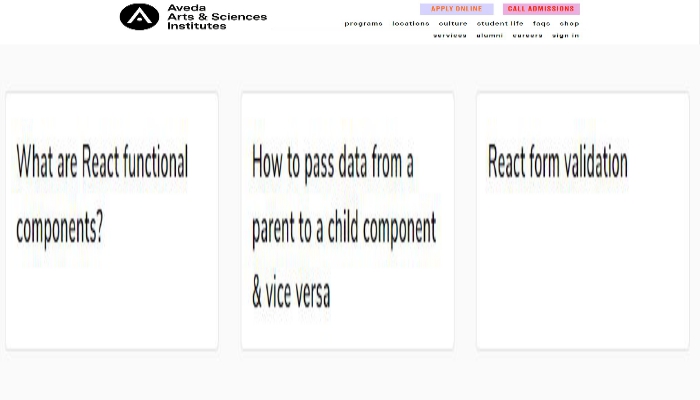 Aveda
Arts & Sciences
Institutes
APPLY ONLINE
CALL ADMISSIONS
programs locations culture student life faqs shop
services alumni careers sign in
What are React functional
components?
How to pass data from a
parent to a child component
& vice versa
React form validation